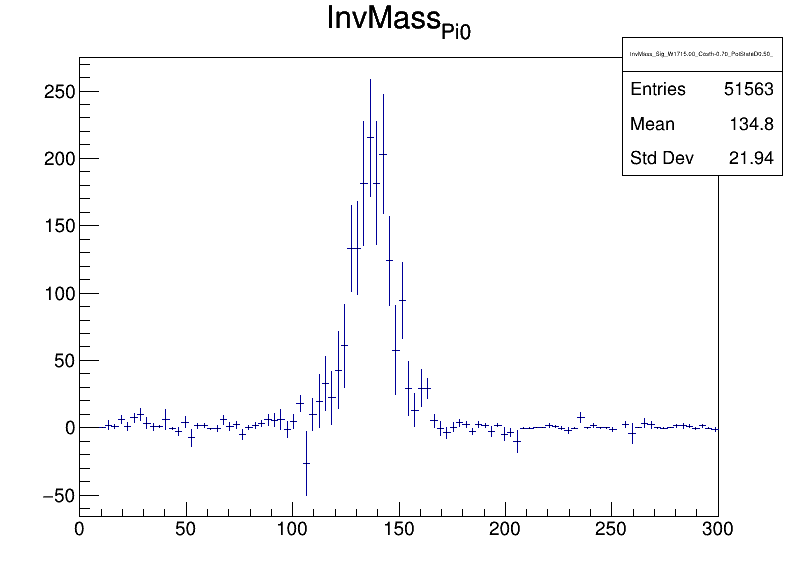 InvMass_Pi0
InvMass_Sig_W1715.00_Costh-0.70_PolStateD0.50_
Entries 51563
Mean 134.8
Std Dev 21.94
250
200
150
100
50
0
−50
0 50 100 150 200 250 300